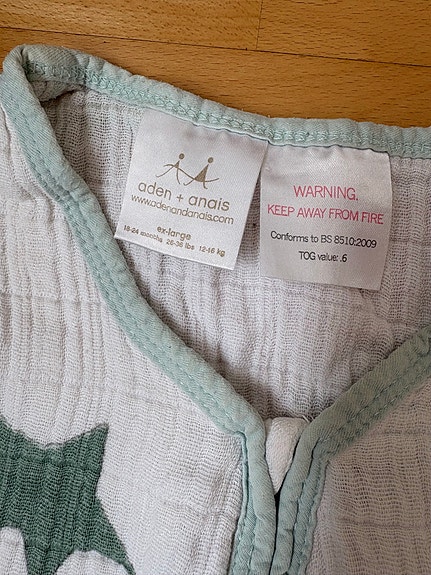 aden + anais
www.adenandanais.com
ex-large
18-24 months 26-36 lbs 12-16 kg
WARNING.
KEEP AWAY FROM FIRE
Conforms to BS 8510:2009
TOG value: .6